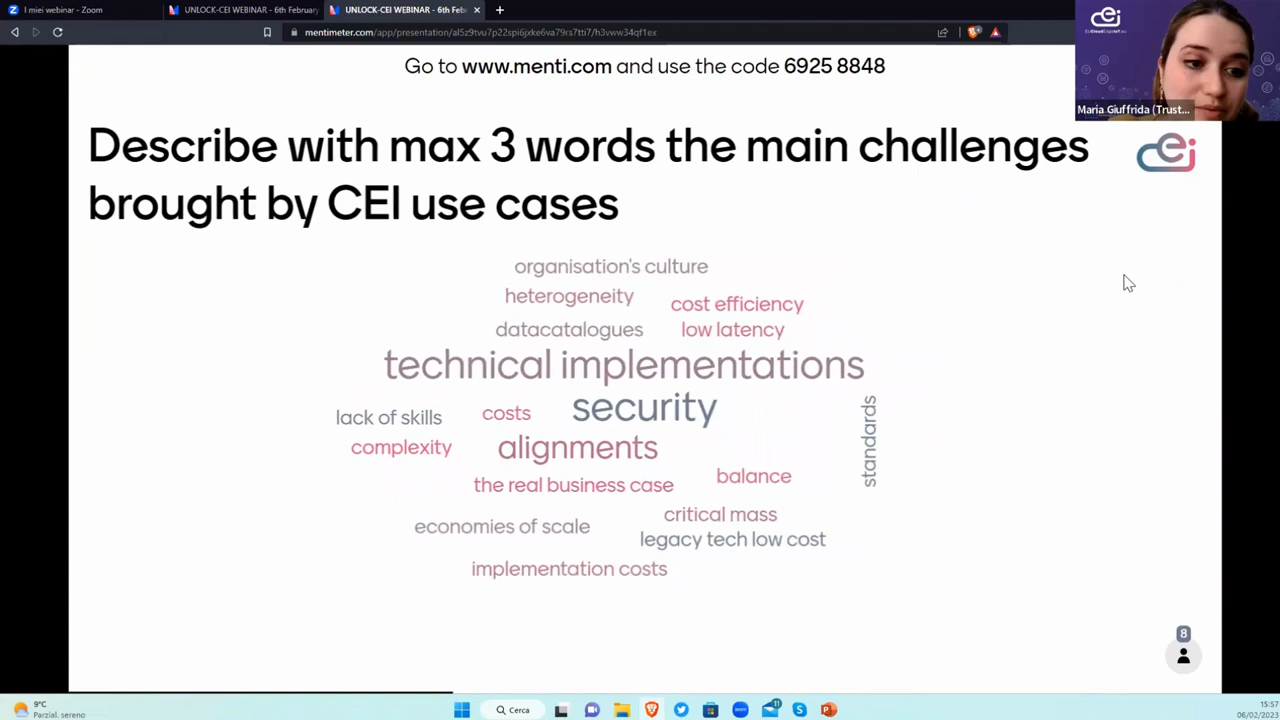 I miei webinar - Zoom
UNLOCK-CEI WEBINAR - 6th February
UNLOCK-CEI WEBINAR - 6th Feb
mentimeter.com/app/presentation/al5z9tvu7p22spi6jxke6va79rs7tti7/h3vww34qf1ex
Go to www.menti.com and use the code 6925 8848
Maria Giuffrida (Trust...
Describe with max 3 words the main challenges
brought by CEI use cases
cei
organisation's culture
heterogeneity
cost efficiency
datacatalogues
low latency
technical implementations
security
lack of skills
costs
standards
complexity
alignments
the real business case
balance
economies of scale
critical mass
legacy tech low cost
implementation costs
8
9°C
Parzial. sereno
Cerca
11
15:57
06/02/2023